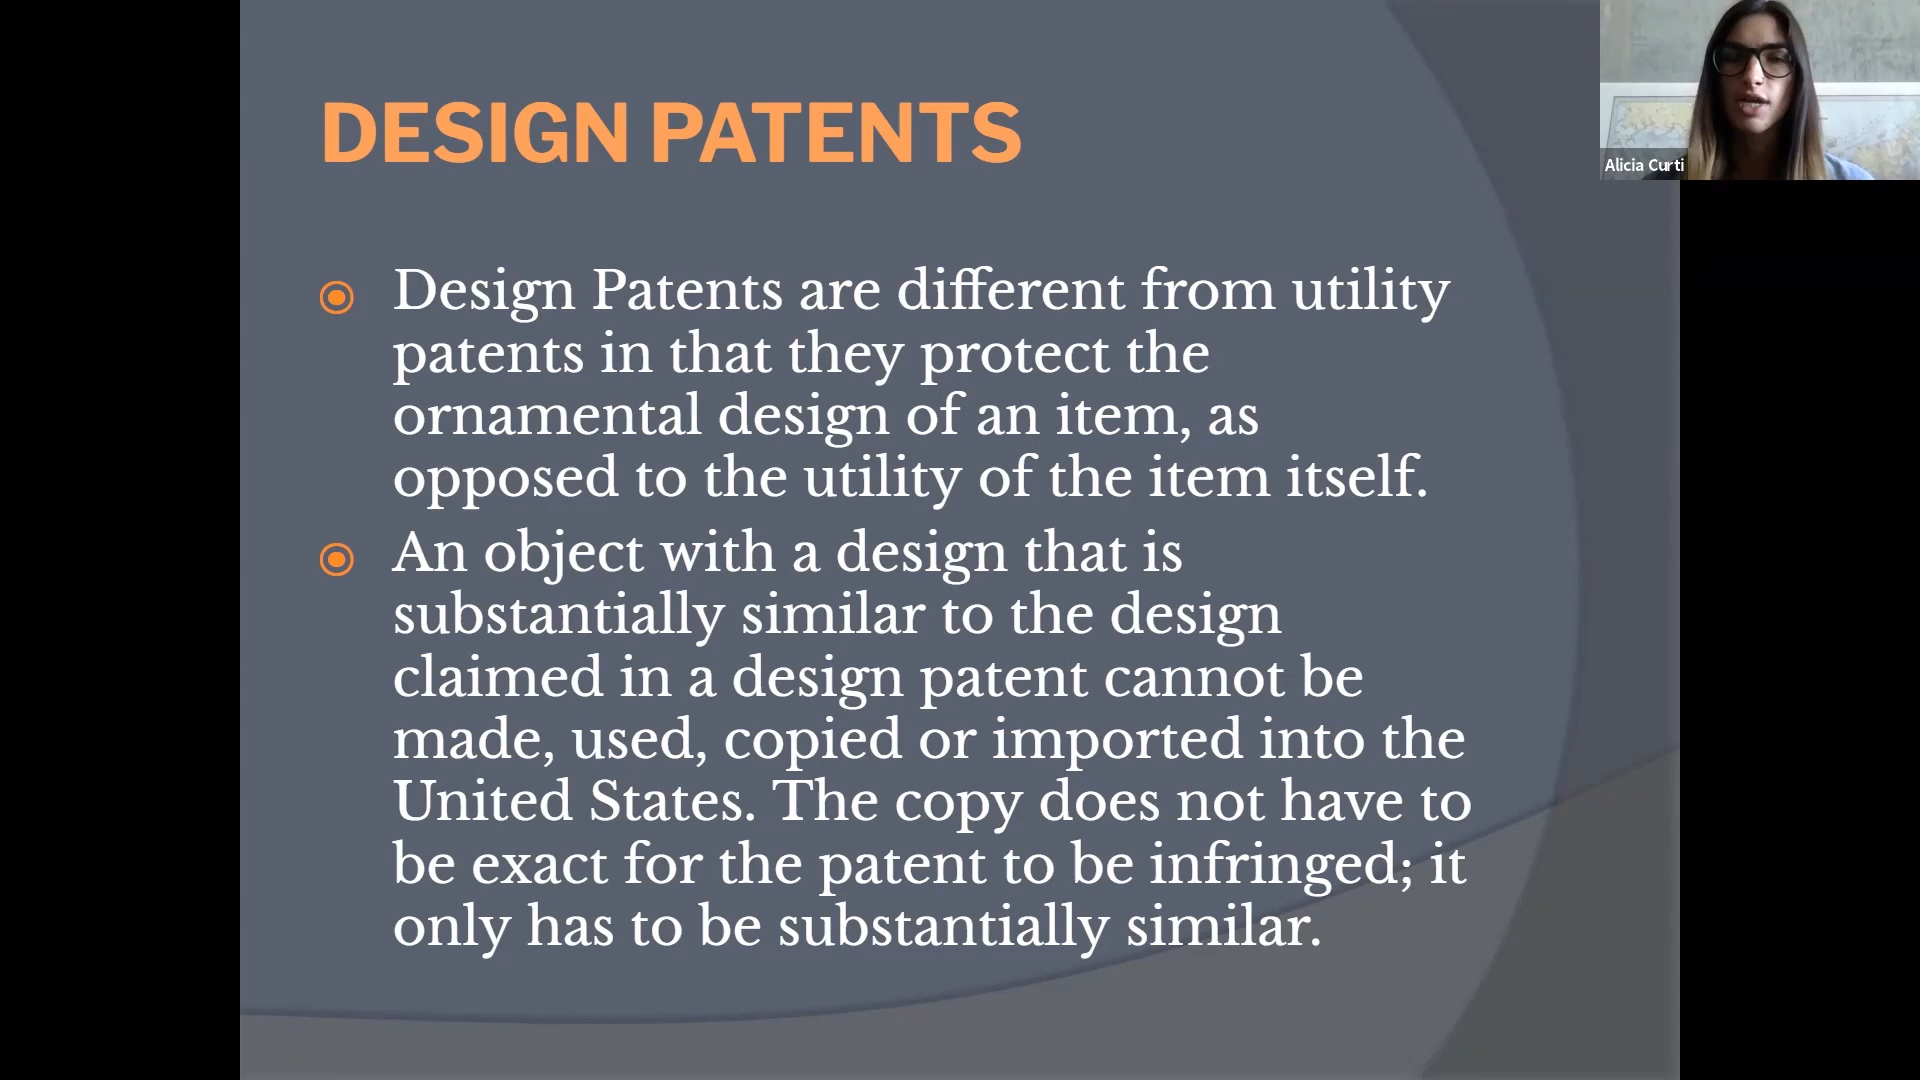 DESIGN PATENTS
Design Patents are different from utility
patents in that they protect the
ornamental design of an item, as
opposed to the utility of the item itself.
An object with a design that is
substantially similar to the design
claimed in a design patent cannot be
made, used, copied or imported into the
United States. The copy does not have to
be exact for the patent to be infringed; it
only has to be substantially similar.
Alicia Curti